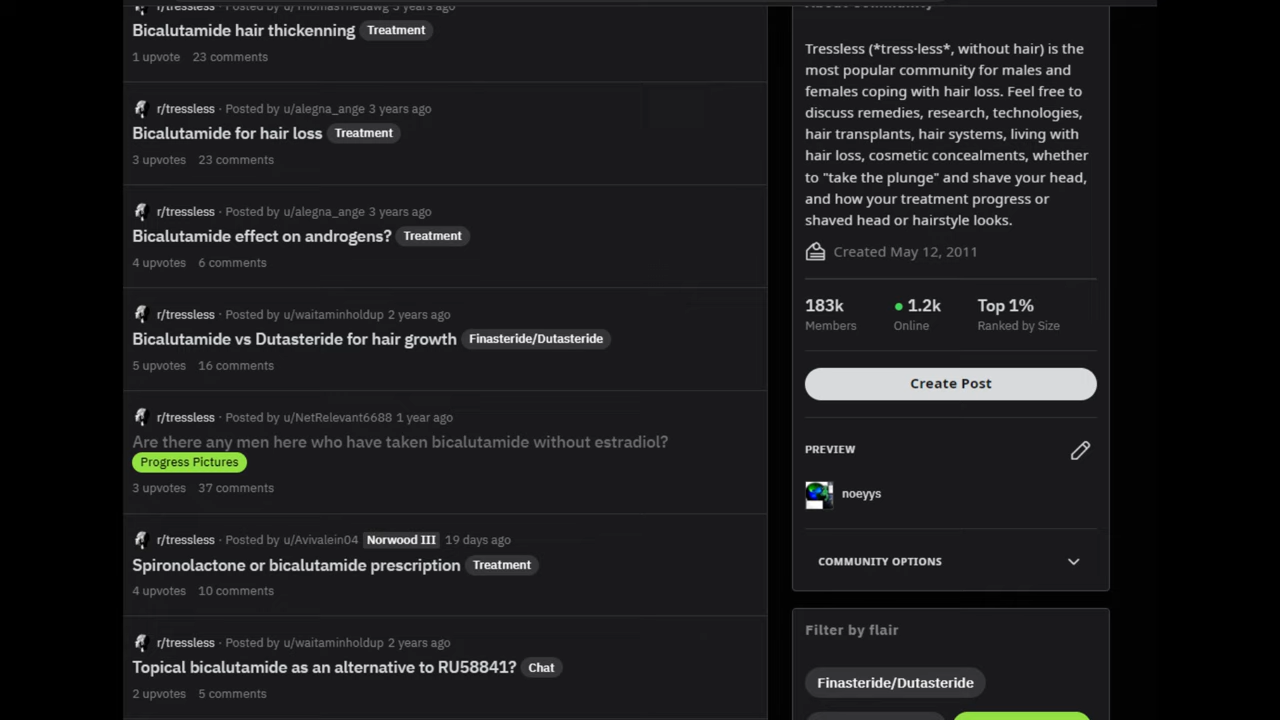 r/tressless · Posted by u/ThomasThedawg 3 years ago
Bicalutamide hair thickenning Treatment
1 upvote 23 comments
r/tressless · Posted by u/alegna_ange 3 years ago
Bicalutamide for hair loss Treatment
3 upvotes 23 comments
r/tressless · Posted by u/alegna_ange 3 years ago
Bicalutamide effect on androgens? Treatment
4 upvotes 6 comments
r/tressless · Posted by u/waitaminholdup 2 years ago
Bicalutamide vs Dutasteride for hair growth Finasteride/Dutasteride
5 upvotes 16 comments
r/tressless · Posted by u/NetRelevant6688 1 year ago
Are there any men here who have taken bicalutamide without estradiol?
Progress Pictures
3 upvotes 37 comments
r/tressless · Posted by u/Avivalein04 Norwood III 19 days ago
Spironolactone or bicalutamide prescription Treatment
4 upvotes 10 comments
r/tressless · Posted by u/waitaminholdup 2 years ago
Topical bicalutamide as an alternative to RU58841? Chat
2 upvotes 5 comments
About Community
Tressless (*tress·less*, without hair) is the
most popular community for males and
females coping with hair loss. Feel free to
discuss remedies, research, technologies,
hair transplants, hair systems, living with
hair loss, cosmetic concealments, whether
to "take the plunge" and shave your head,
and how your treatment progress or
shaved head or hairstyle looks.
Created May 12, 2011
183k 1.2k Top 1%
Members Online Ranked by Size
Create Post
PREVIEW
noeyys
COMMUNITY OPTIONS
Filter by flair
Finasteride/Dutasteride